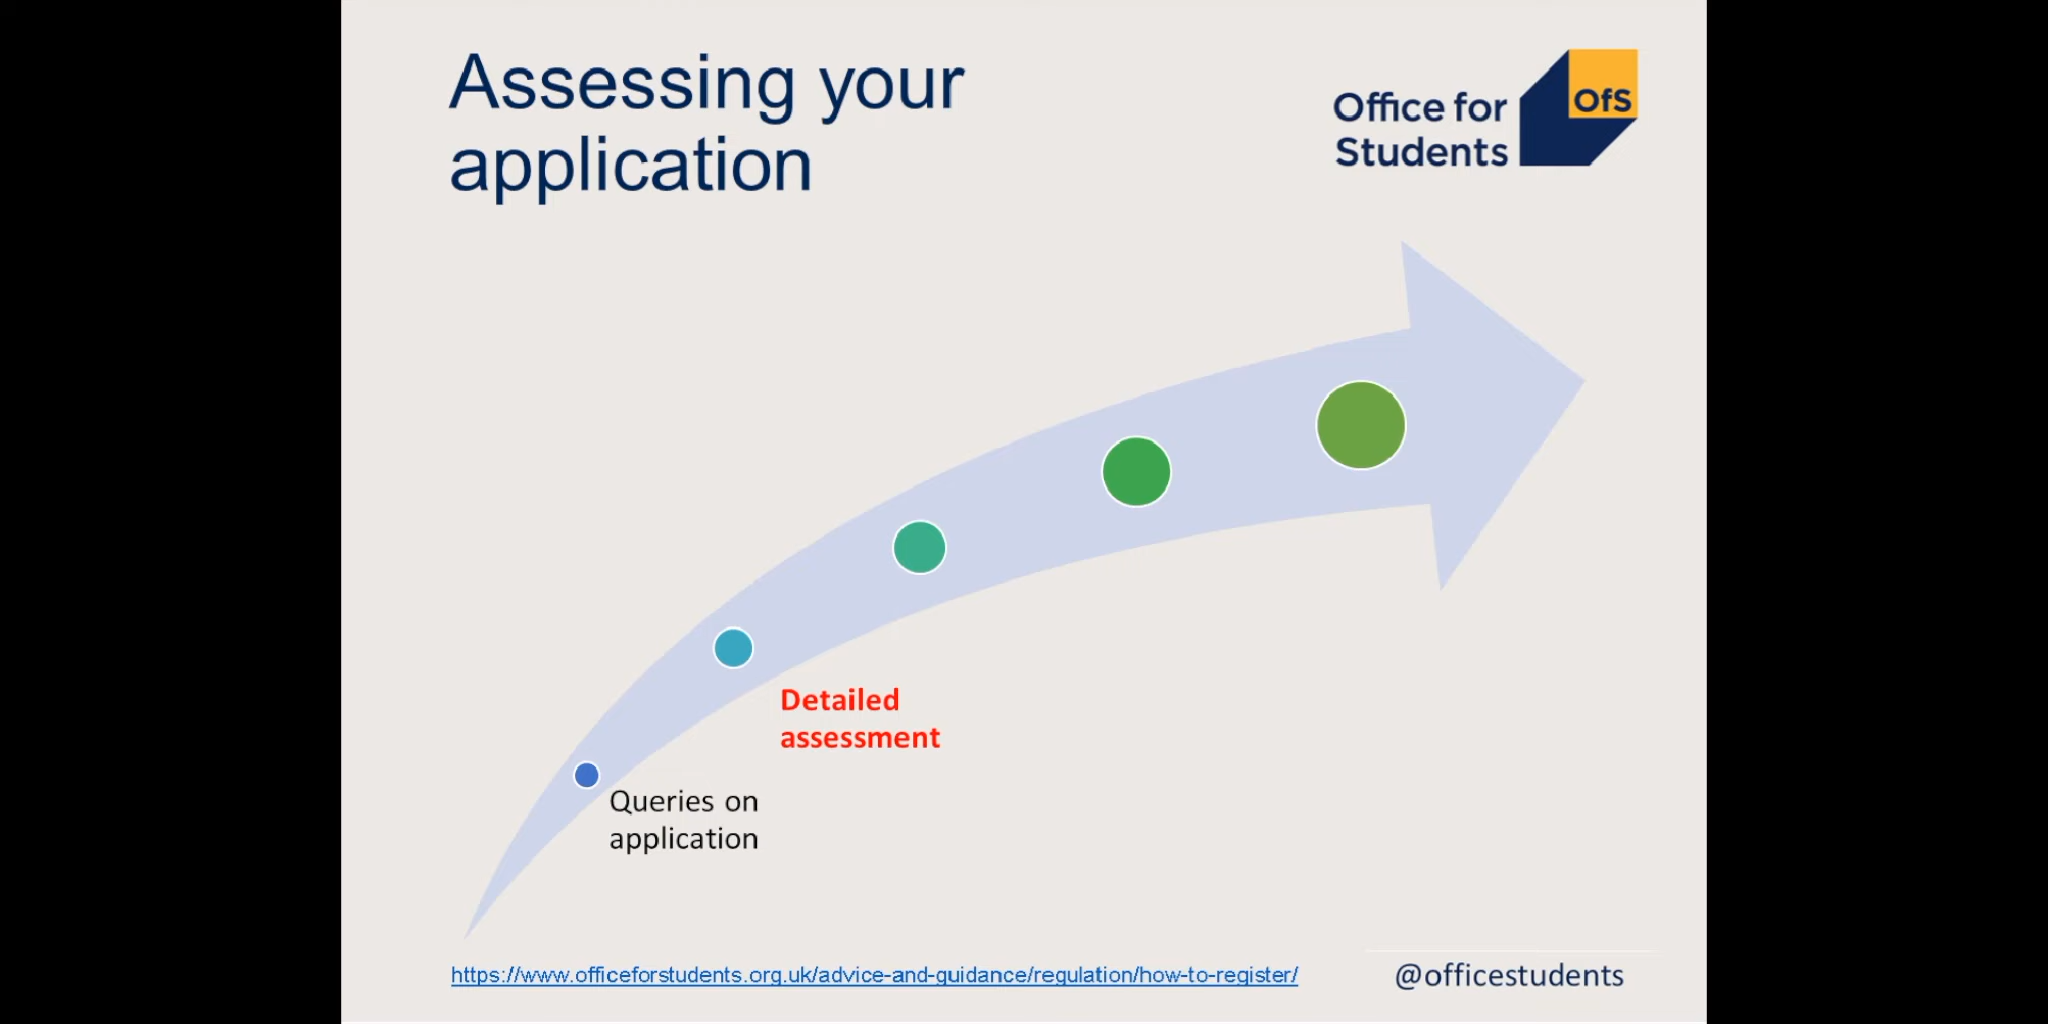 Assessing your
application
Office for
Students
OfS
Detailed
assessment
Queries on
application
https://www.officeforstudents.org.uk/advice-and-guidance/regulation/how-to-register/
@officestudents